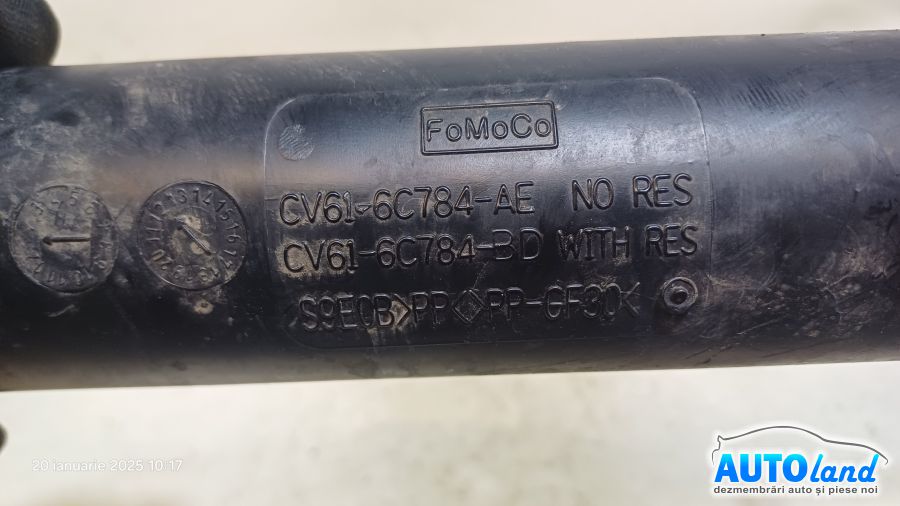 FoMoCo
CV61-6C784-AE NO RES
CV61-6C784-BD WITH RES
S9E0B >PP< >PP-GF30<
20 ianuarie 2025 10:17
AUTOland
dezmembrări auto și piese noi